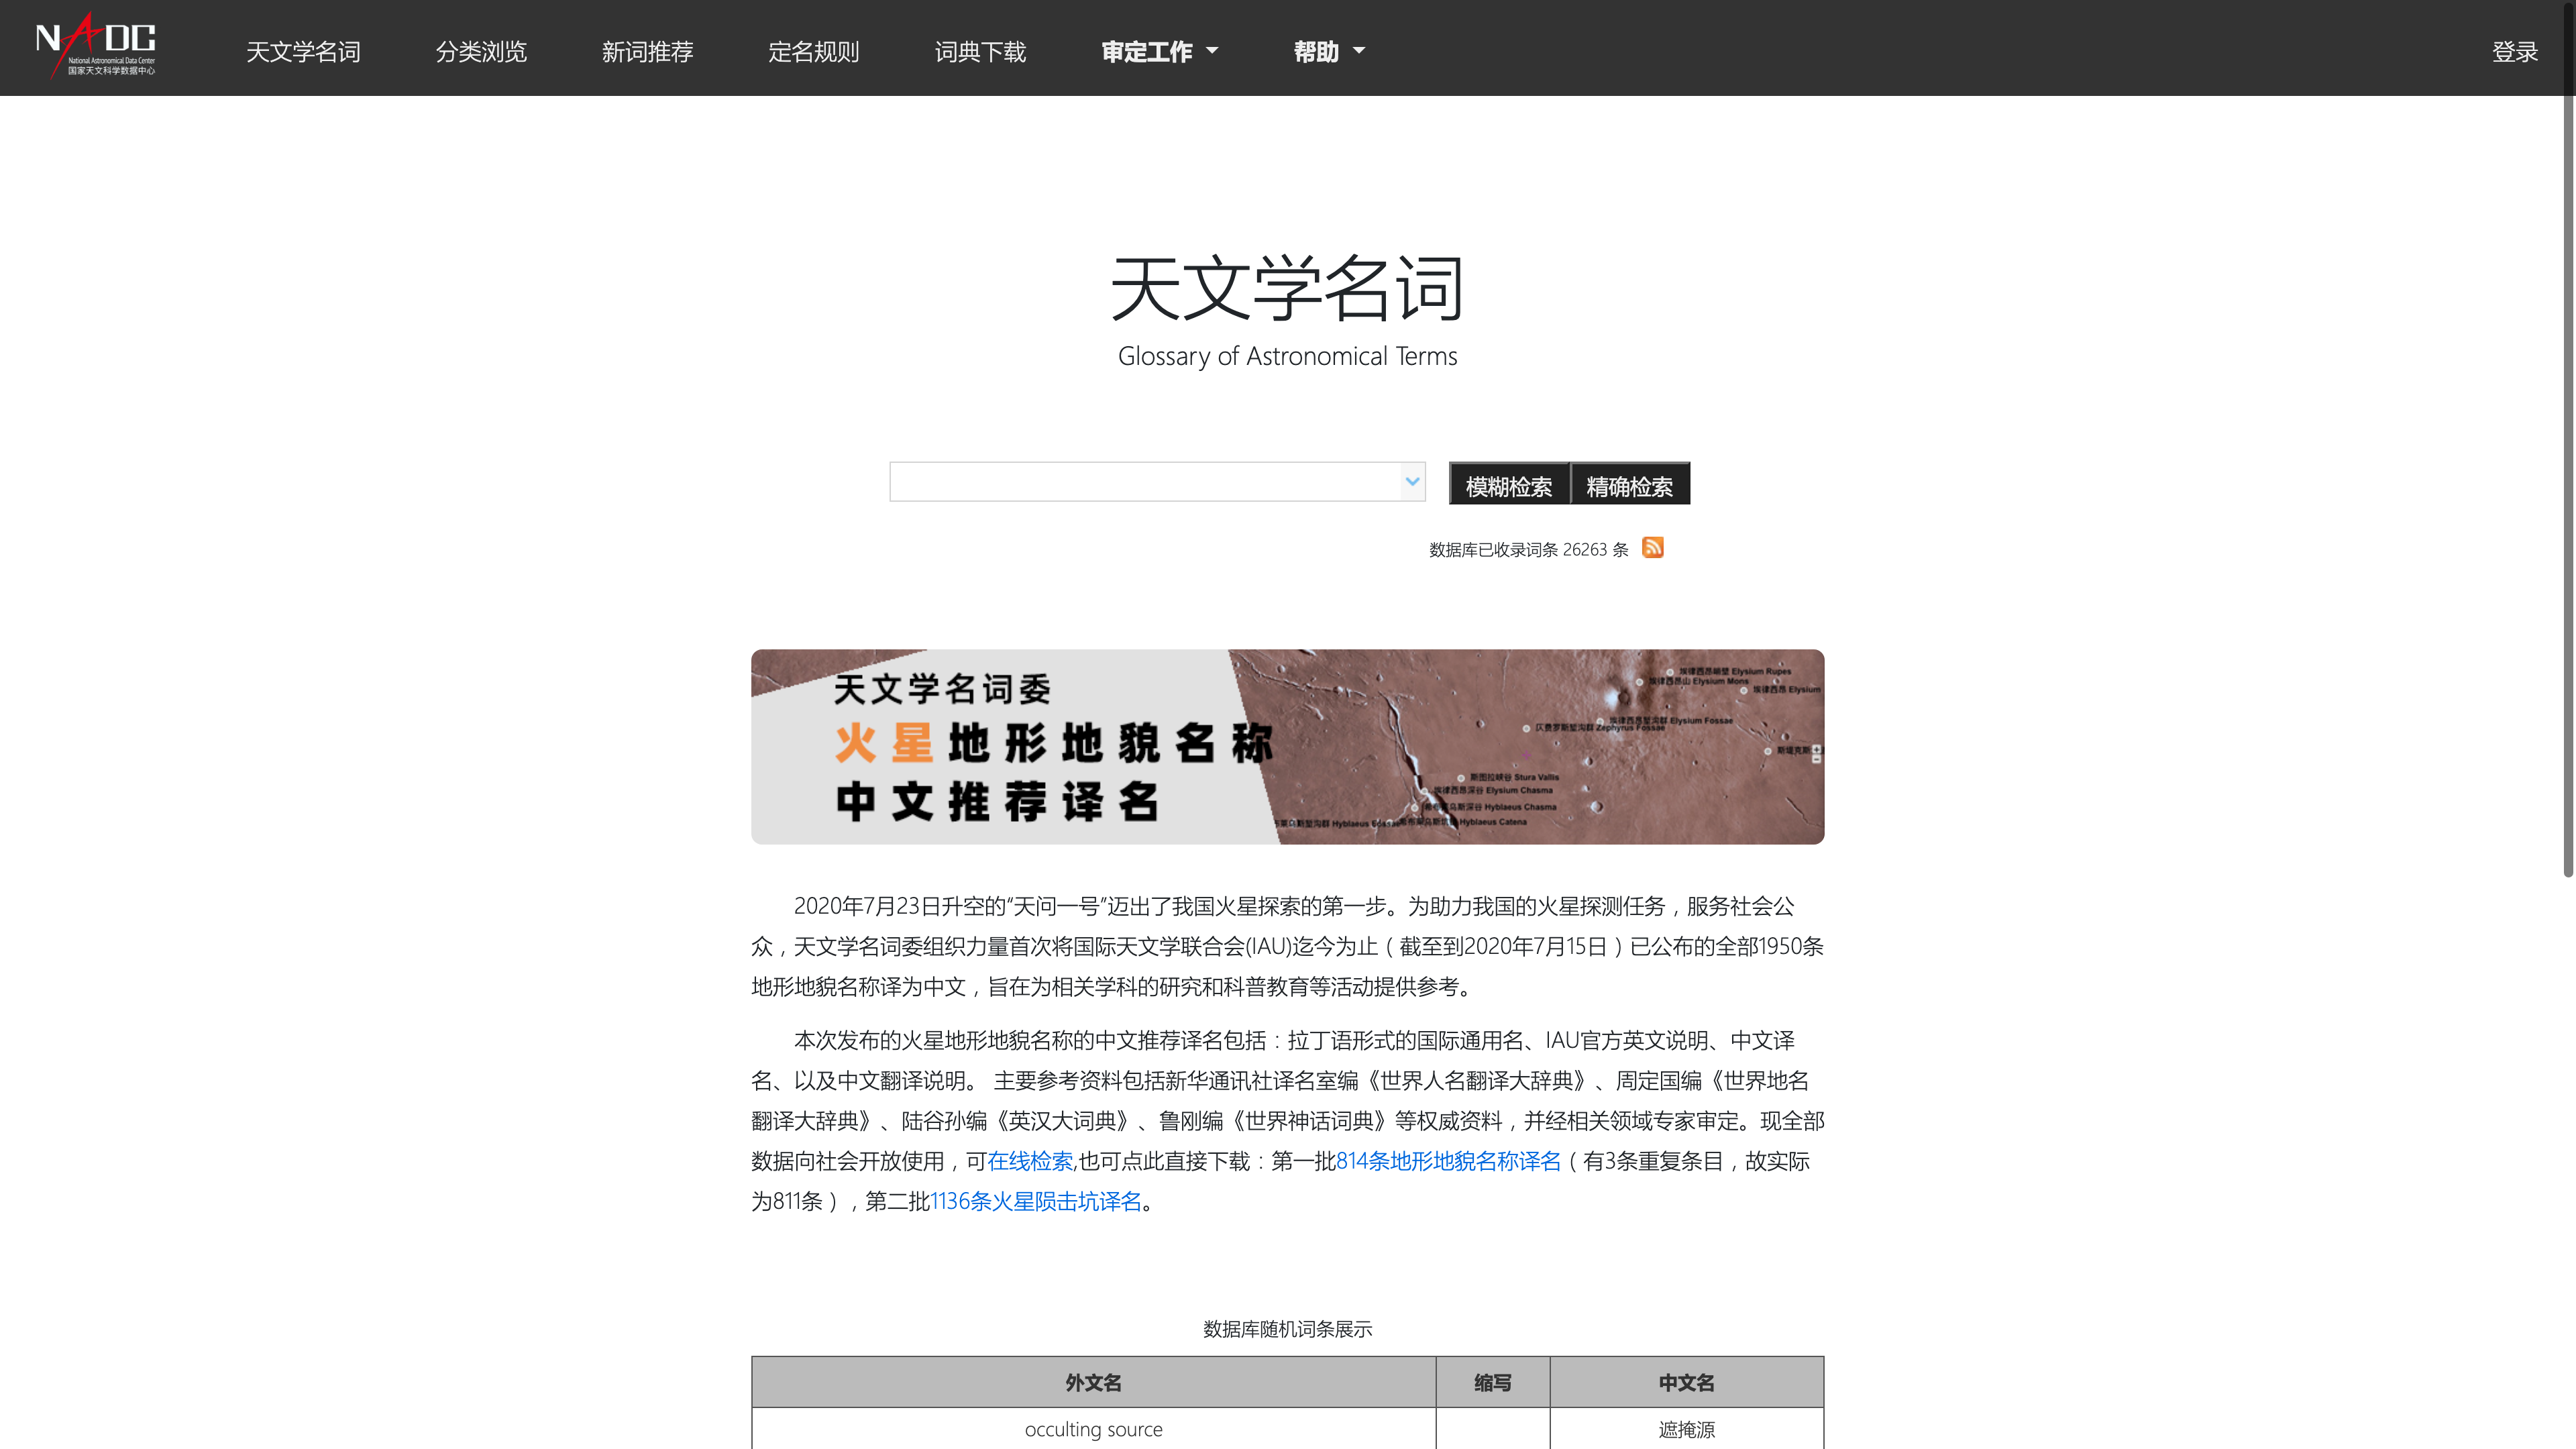 NADC
National Astronomical Data Center
国家天文科学数据中心
天文学名词 分类浏览 新词推荐 定名规则 词典下载 审定工作 帮助 登录
天文学名词
Glossary of Astronomical Terms
模糊检索 精确检索
数据库已收录词条 26263 条
天文学名词委
火星地形地貌名称
中文推荐译名
埃律西昂峭壁 Elysium Rupes
埃律西昂山 Elysium Mons
埃律西昂 Elysium
埃律西昂堑沟群 Elysium Fossae
仄费罗斯堑沟群 Zephyrus Fossae
斯图拉峡谷 Stura Vallis
埃律西昂深谷 Elysium Chasma
Hyblaeus Chasma
Hyblaeus Fossae
Hyblaeus Catena
2020年7月23日升空的“天问一号”迈出了我国火星探索的第一步。为助力我国的火星探测任务，服务社会公
众，天文学名词委组织力量首次将国际天文学联合会(IAU)迄今为止（截至到2020年7月15日）已公布的全部1950条
地形地貌名称译为中文，旨在为相关学科的研究和科普教育等活动提供参考。
本次发布的火星地形地貌名称的中文推荐译名包括：拉丁语形式的国际通用名、IAU官方英文说明、中文译
名、以及中文翻译说明。 主要参考资料包括新华通讯社译名室编《世界人名翻译大辞典》、周定国编《世界地名
翻译大辞典》、陆谷孙编《英汉大词典》、鲁刚编《世界神话词典》等权威资料，并经相关领域专家审定。现全部
数据向社会开放使用，可在线检索,也可点此直接下载：第一批814条地形地貌名称译名（有3条重复条目，故实际
为811条），第二批1136条火星陨击坑译名。
数据库随机词条展示
外文名 缩写 中文名
occulting source 遮掩源